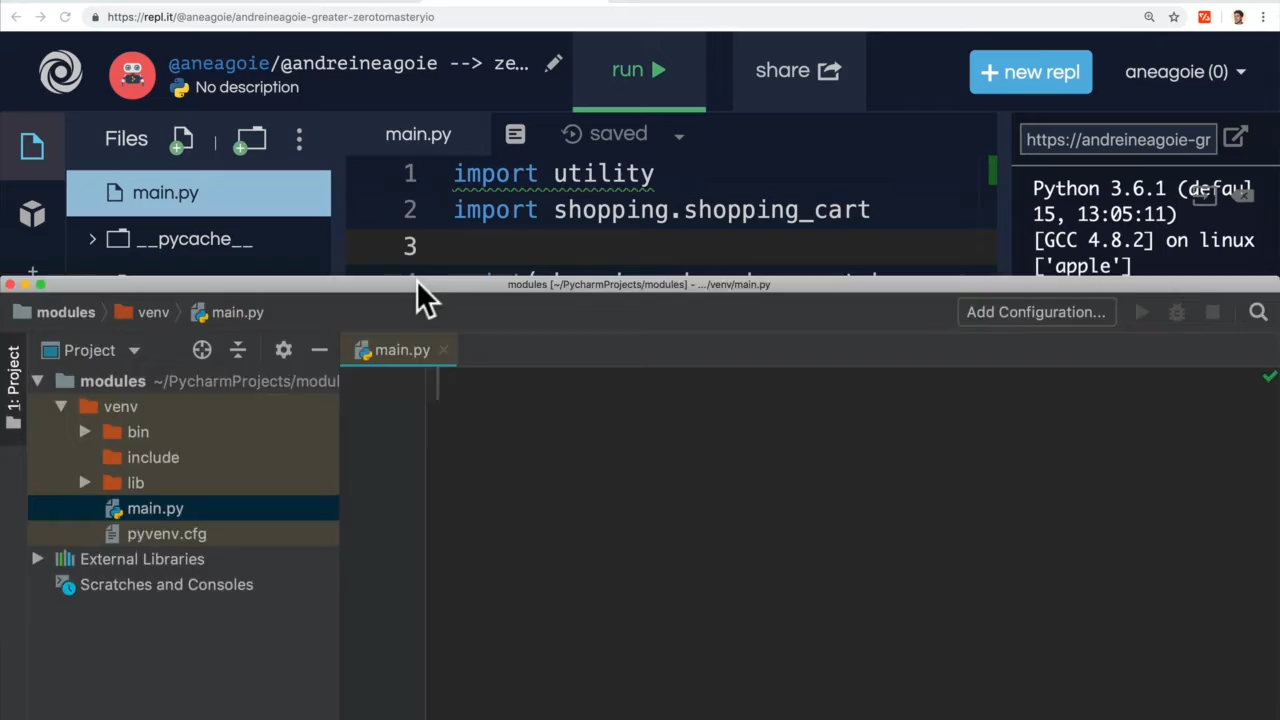 https://repl.it/@aneagoie/andreineagoie-greater-zerotomasteryio
@aneagoie/@andreineagoie --> ze...
No description
run
share
+ new repl
aneagoie (0)
Files
main.py
saved
https://andreineagoie-gr
main.py
__pycache__
1 import utility
2 import shopping.shopping_cart
3
Python 3.6.1 (defaul
15, 13:05:11)
[GCC 4.8.2] on linux
['apple']
modules [~/PycharmProjects/modules] - .../venv/main.py
modules
venv
main.py
Add Configuration...
1: Project
Project
main.py
modules ~/PycharmProjects/modul
venv
bin
include
lib
main.py
pyvenv.cfg
External Libraries
Scratches and Consoles